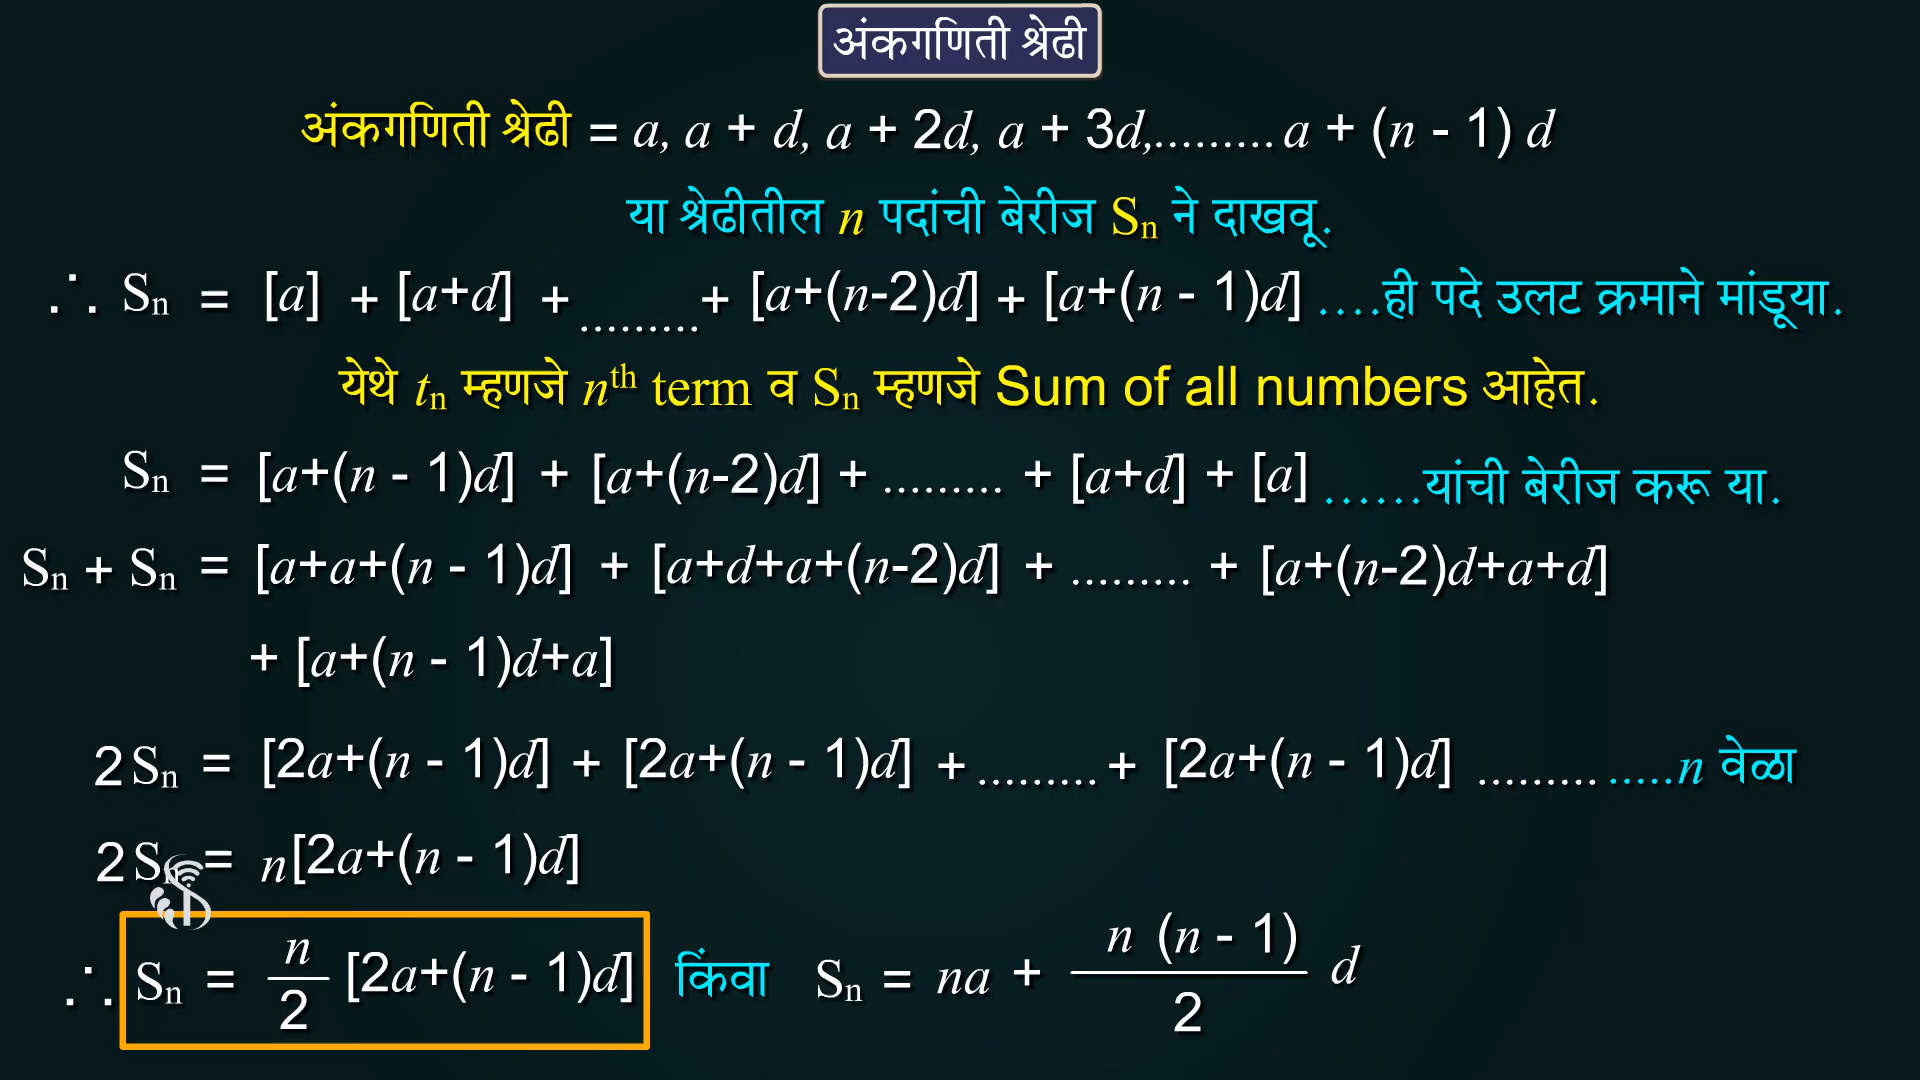 अंकगणिती श्रेढी
अंकगणिती श्रेढी = a, a + d, a + 2d, a + 3d,......... a + (n - 1) d
या श्रेढीतील n पदांची बेरीज Sₙ ने दाखवू.
∴ Sₙ = [a] + [a+d] + ......... + [a+(n-2)d] + [a+(n - 1)d] ....ही पदे उलट क्रमाने मांडूया.
येथे tₙ म्हणजे nᵗʰ term व Sₙ म्हणजे Sum of all numbers आहेत.
Sₙ = [a+(n - 1)d] + [a+(n-2)d] + ......... + [a+d] + [a] ......यांची बेरीज करू या.
Sₙ + Sₙ = [a+a+(n - 1)d] + [a+d+a+(n-2)d] + ......... + [a+(n-2)d+a+d]
+ [a+(n - 1)d+a]
2Sₙ = [2a+(n - 1)d] + [2a+(n - 1)d] + ......... + [2a+(n - 1)d] ......... .....n वेळा
2Sₙ = n[2a+(n - 1)d]
∴ Sₙ = n/2 [2a+(n - 1)d] किंवा Sₙ = na + n (n - 1)/2 d